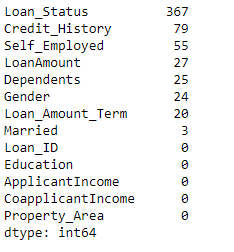 Loan_Status 367
Credit_History 79
Self_Employed 55
LoanAmount 27
Dependents 25
Gender 24
Loan_Amount_Term 20
Married 3
Loan_ID 0
Education 0
ApplicantIncome 0
CoapplicantIncome 0
Property_Area 0
dtype: int64